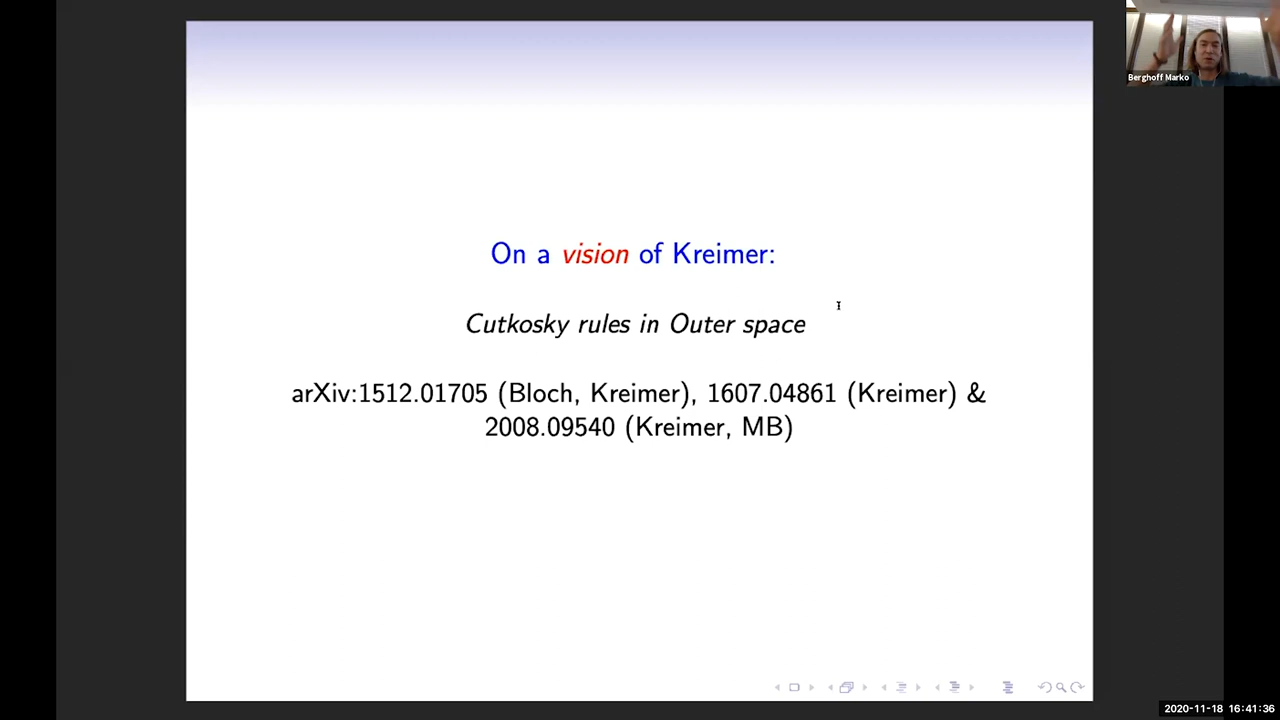 Berghoff Marko
On a vision of Kreimer:
Cutkosky rules in Outer space
arXiv:1512.01705 (Bloch, Kreimer), 1607.04861 (Kreimer) &
2008.09540 (Kreimer, MB)
2020-11-18 16:41:36